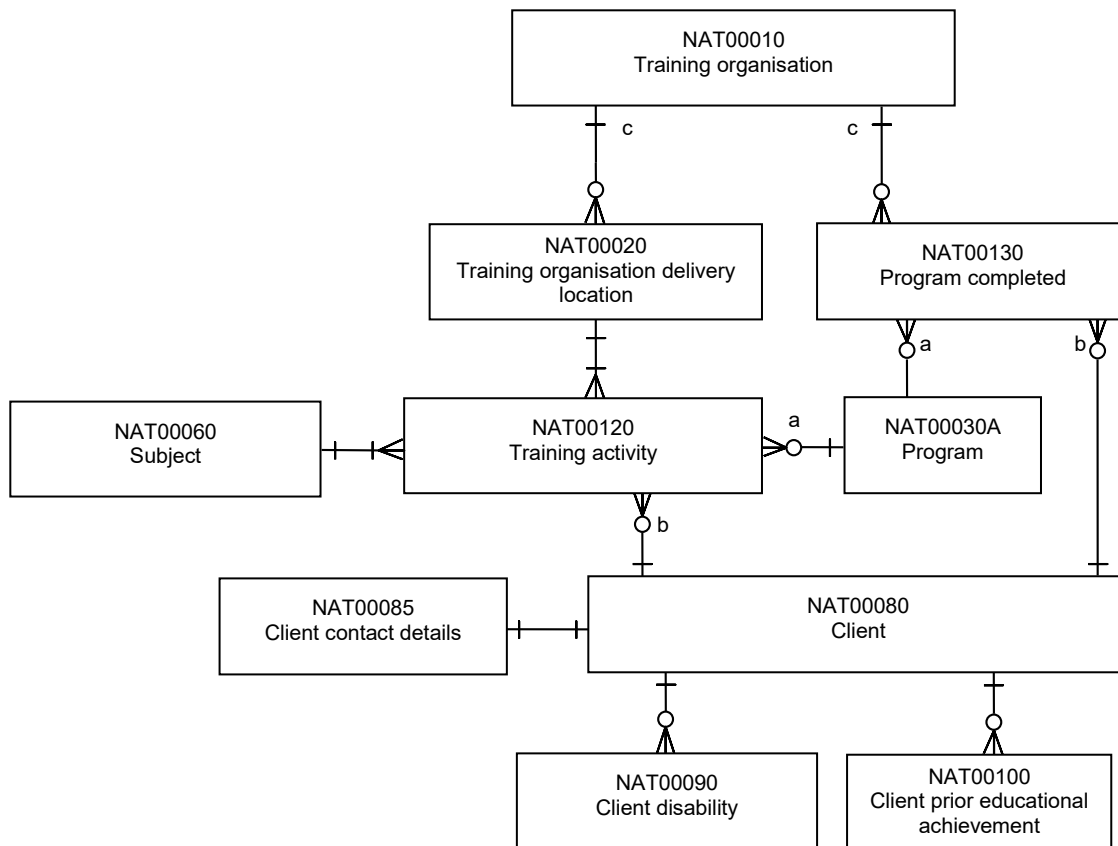 NAT00010
Training organisation
c
c
NAT00020
Training organisation delivery
location
NAT00130
Program completed
a
b
NAT00060
Subject
NAT00120
Training activity
a
NAT00030A
Program
b
NAT00085
Client contact details
NAT00080
Client
NAT00090
Client disability
NAT00100
Client prior educational
achievement